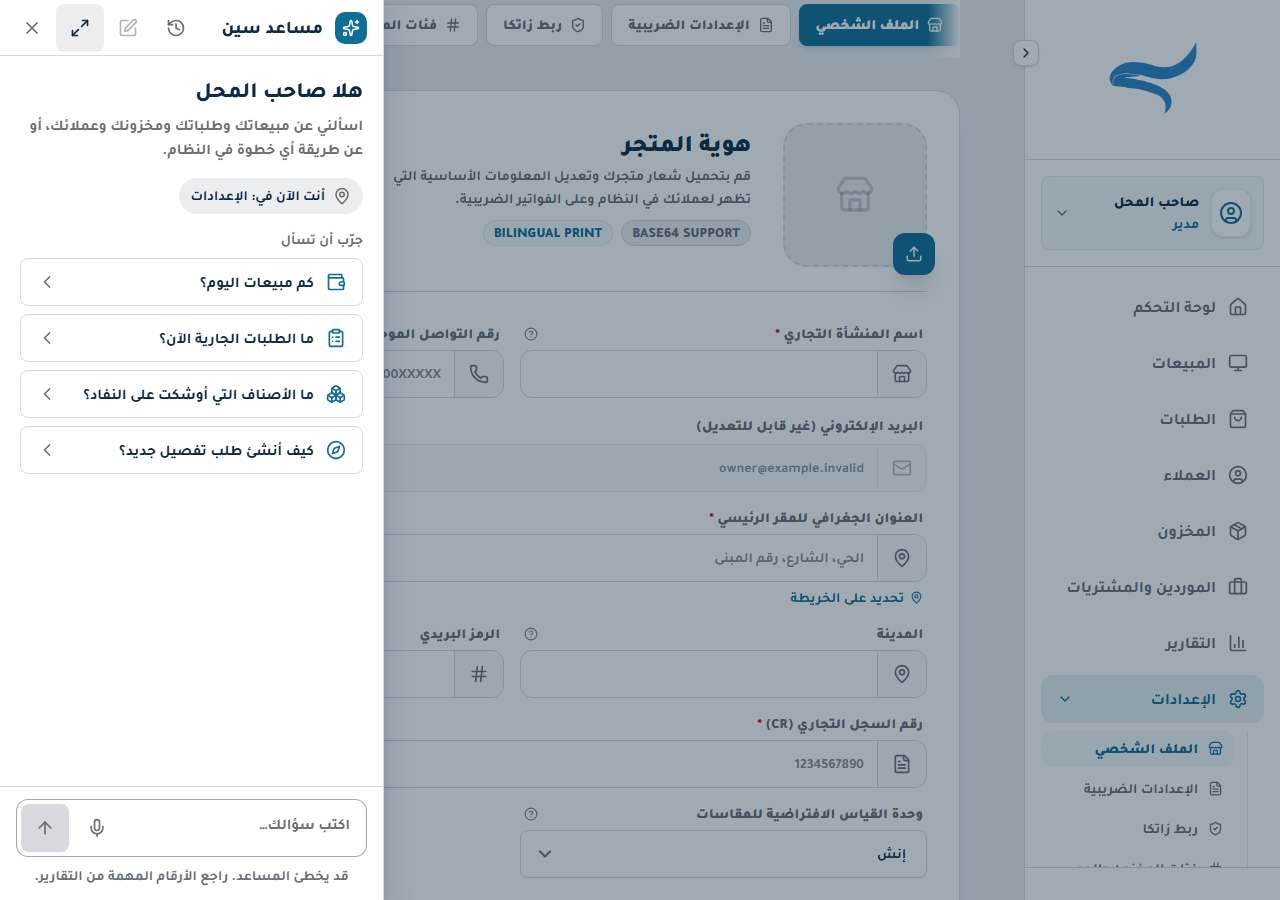 مساعد سين
هلا صاحب المحل
اسألني عن مبيعاتك وطلباتك ومخزونك وعملائك، أو
عن طريقة أي خطوة في النظام.
أنت الآن في: الإعدادات
جرّب أن تسأل
كم مبيعات اليوم؟
ما الطلبات الجارية الآن؟
ما الأصناف التي أوشكت على النفاد؟
كيف أنشئ طلب تفصيل جديد؟
اكتب سؤالك...
قد يخطئ المساعد. راجع الأرقام المهمة من التقارير.
الملف الشخصي
الإعدادات الضريبية
ربط زاتكا
فئات
هوية المتجر
قم بتحميل شعار متجرك وتعديل المعلومات الأساسية التي
تظهر لعملائك في النظام وعلى الفواتير الضريبية.
BASE64 SUPPORT
BILINGUAL PRINT
اسم المنشأة التجاري *
رقم التواصل
00XXXXX
البريد الإلكتروني (غير قابل للتعديل)
owner@example.invalid
العنوان الجغرافي للمقر الرئيسي *
الحي، الشارع، رقم المبنى
تحديد على الخريطة
المدينة
الرمز البريدي
رقم السجل التجاري (CR) *
1234567890
وحدة القياس الافتراضية للمقاسات
إنش
صاحب المحل
مدير
لوحة التحكم
المبيعات
الطلبات
العملاء
المخزون
الموردين والمشتريات
التقارير
الإعدادات
الملف الشخصي
الإعدادات الضريبية
ربط زاتكا